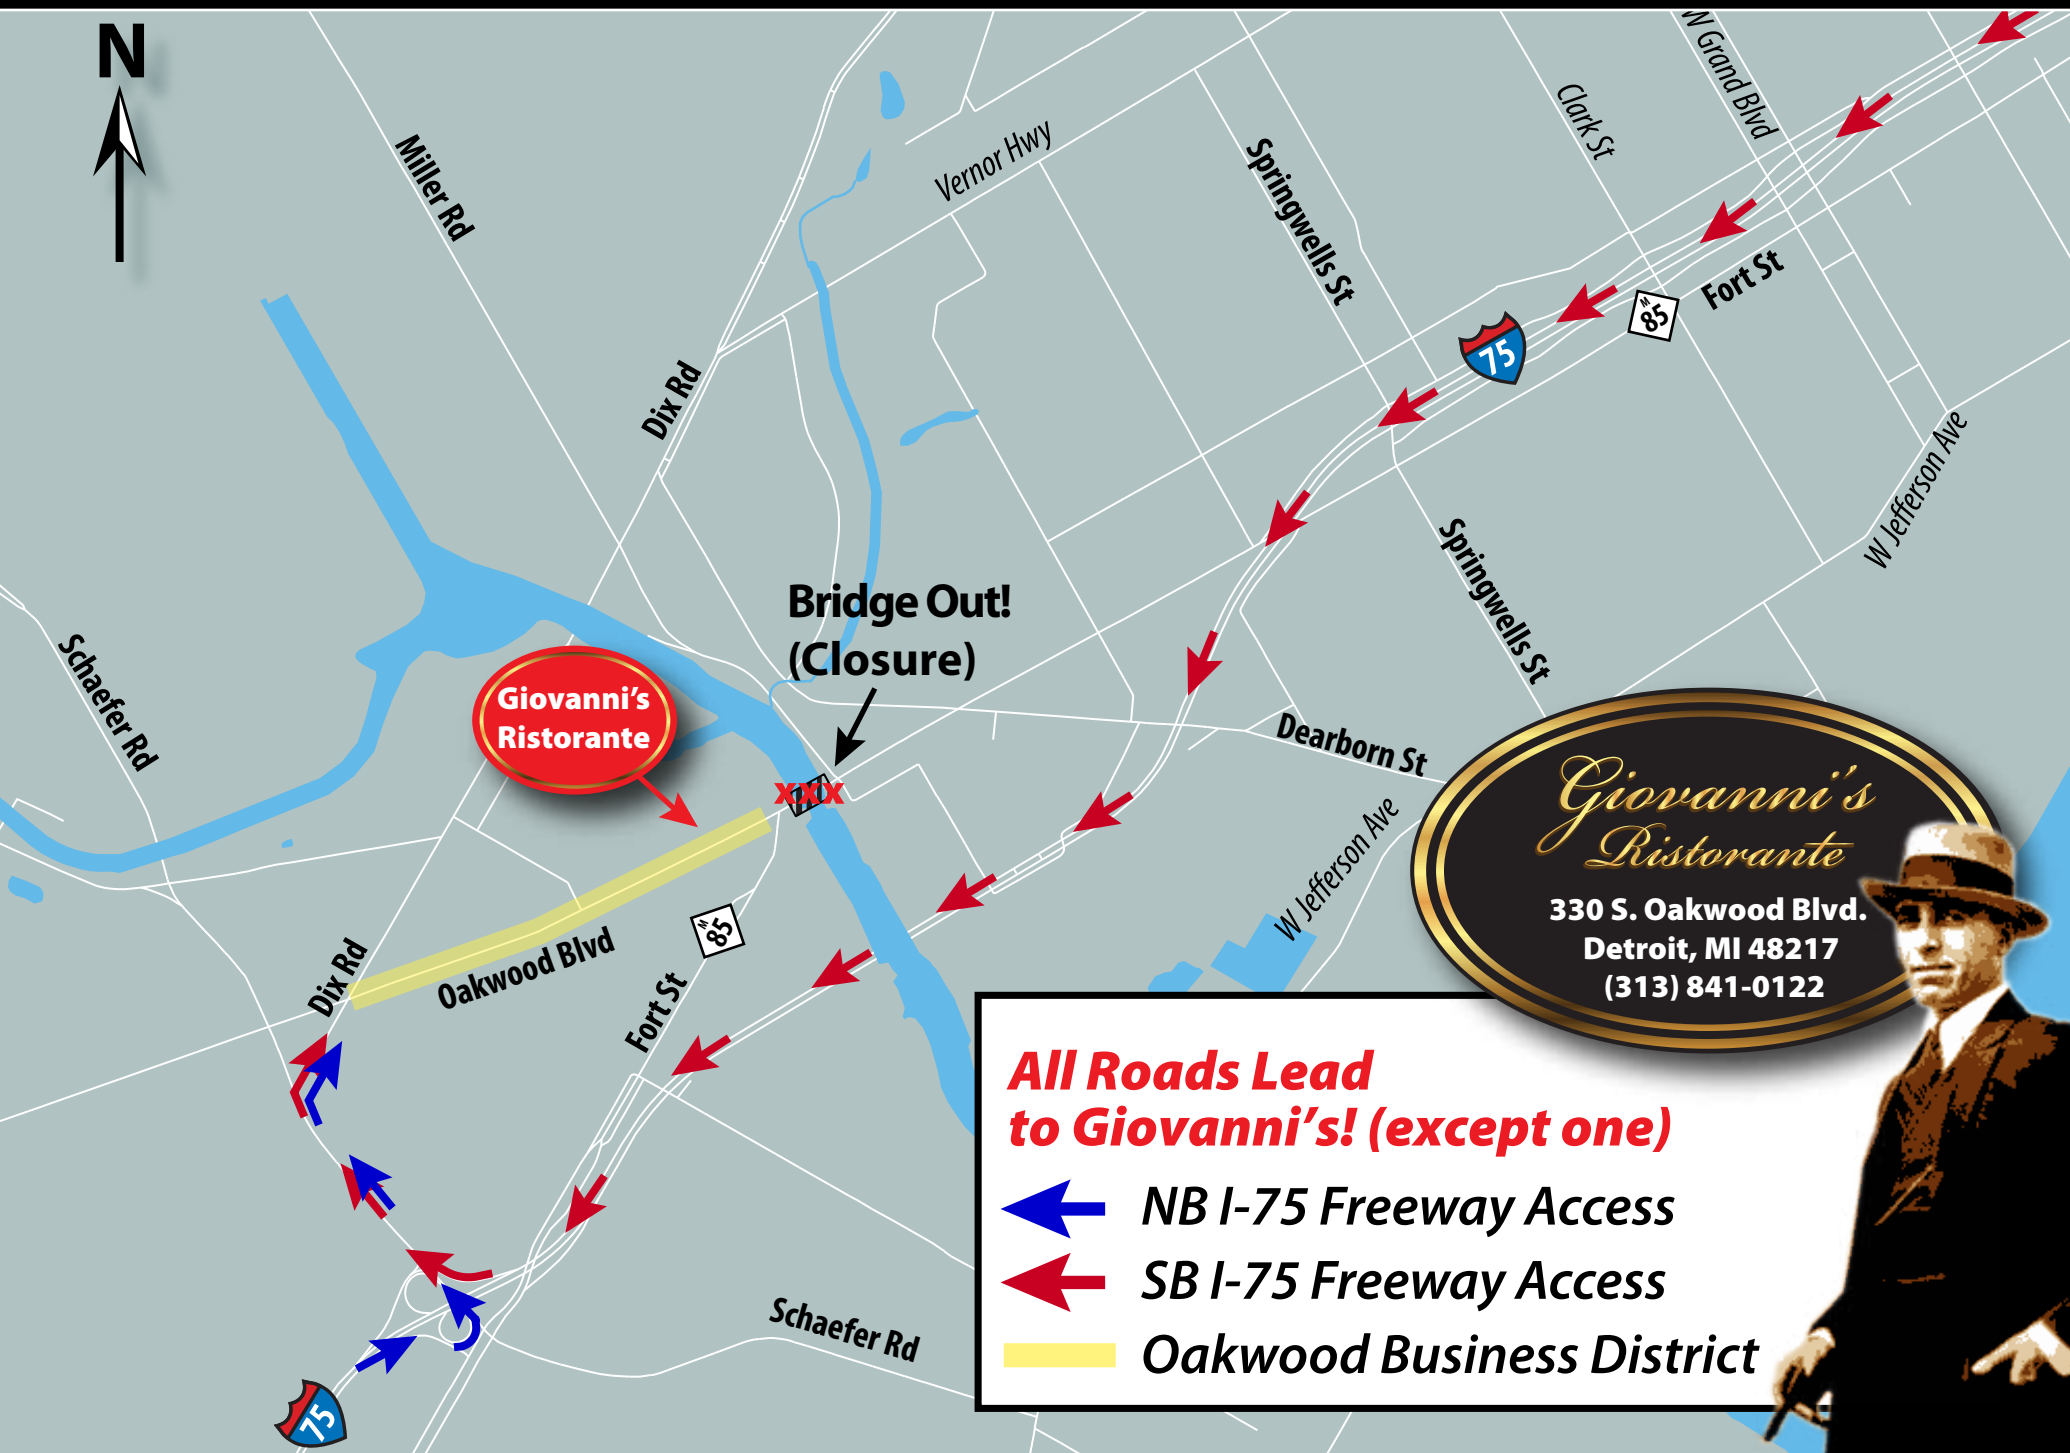 N
Miller Rd
Vernor Hwy
Springwells St
Clark St
W Grand Blvd
Fort St
M
85
75
Dix Rd
W Jefferson Ave
Springwells St
Bridge Out!
(Closure)
Schaefer Rd
Giovanni's
Ristorante
Dearborn St
xxx
W Jefferson Ave
Oakwood Blvd
M
85
Dix Rd
Fort St
Schaefer Rd
75
Giovanni's
Ristorante
330 S. Oakwood Blvd.
Detroit, MI 48217
(313) 841-0122
All Roads Lead
to Giovanni's! (except one)
NB I-75 Freeway Access
SB I-75 Freeway Access
Oakwood Business District